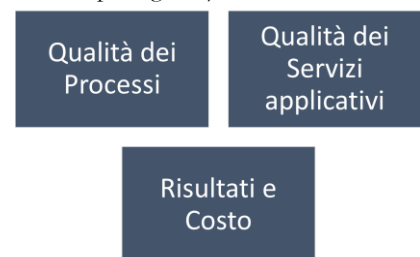 Qualità dei
Processi
Qualità dei
Servizi
applicativi
Risultati e
Costo